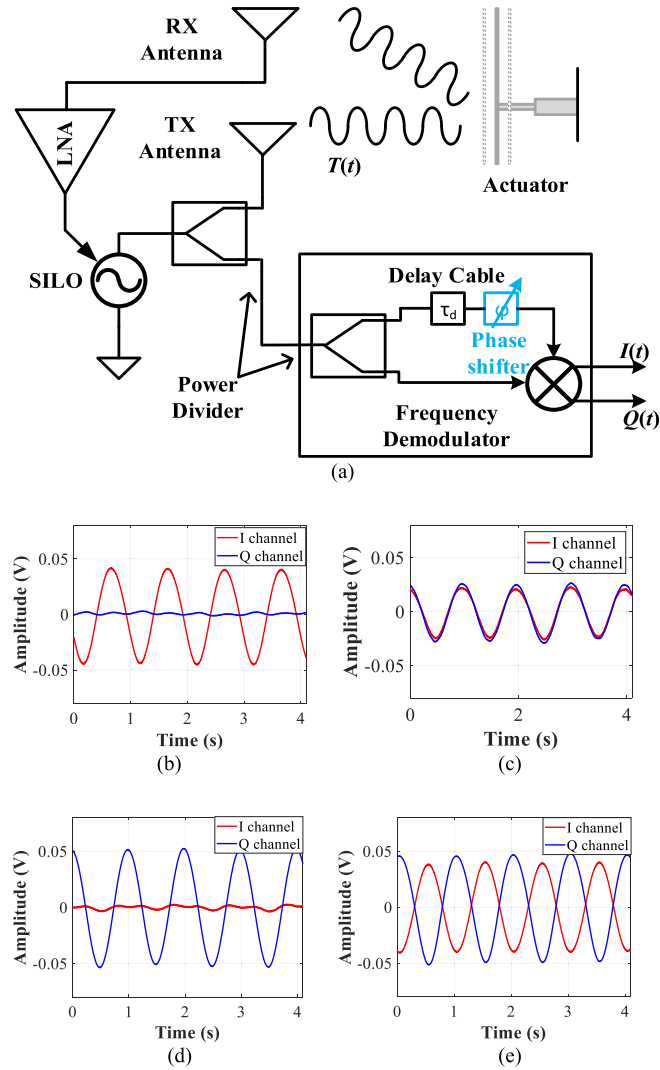 RX
Antenna
LNA
TX
Antenna
T(t)
Actuator
SILO
Power
Divider
Delay Cable
τd
φ
Phase
shifter
I(t)
Q(t)
Frequency
Demodulator
(a)
I channel
Q channel
Amplitude (V)
0.05
0
-0.05
0 1 2 3 4
Time (s)
(b)
I channel
Q channel
Amplitude (V)
0.05
0
-0.05
0 2 4
Time (s)
(c)
I channel
Q channel
Amplitude (V)
0.05
0
-0.05
0 1 2 3 4
Time (s)
(d)
I channel
Q channel
Amplitude (V)
0.05
0
-0.05
0 1 2 3 4
Time (s)
(e)